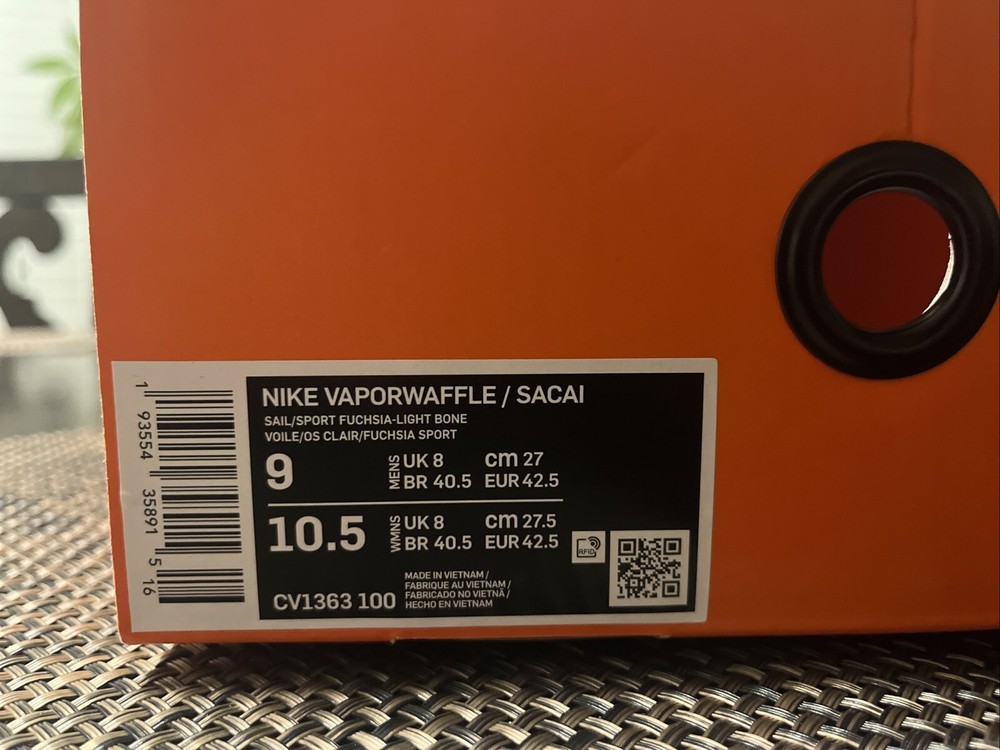 1 93554 35891 5 16
NIKE VAPORWAFFLE / SACAI
SAIL/SPORT FUCHSIA-LIGHT BONE
VOILE/OS CLAIR/FUCHSIA SPORT
9 MENS UK 8 cm 27
BR 40.5 EUR 42.5
10.5 WMNS UK 8 cm 27.5
BR 40.5 EUR 42.5
RFID
CV1363 100
MADE IN VIETNAM /
FABRIQUE AU VIETNAM /
FABRICADO NO VIETNÃ /
HECHO EN VIETNAM